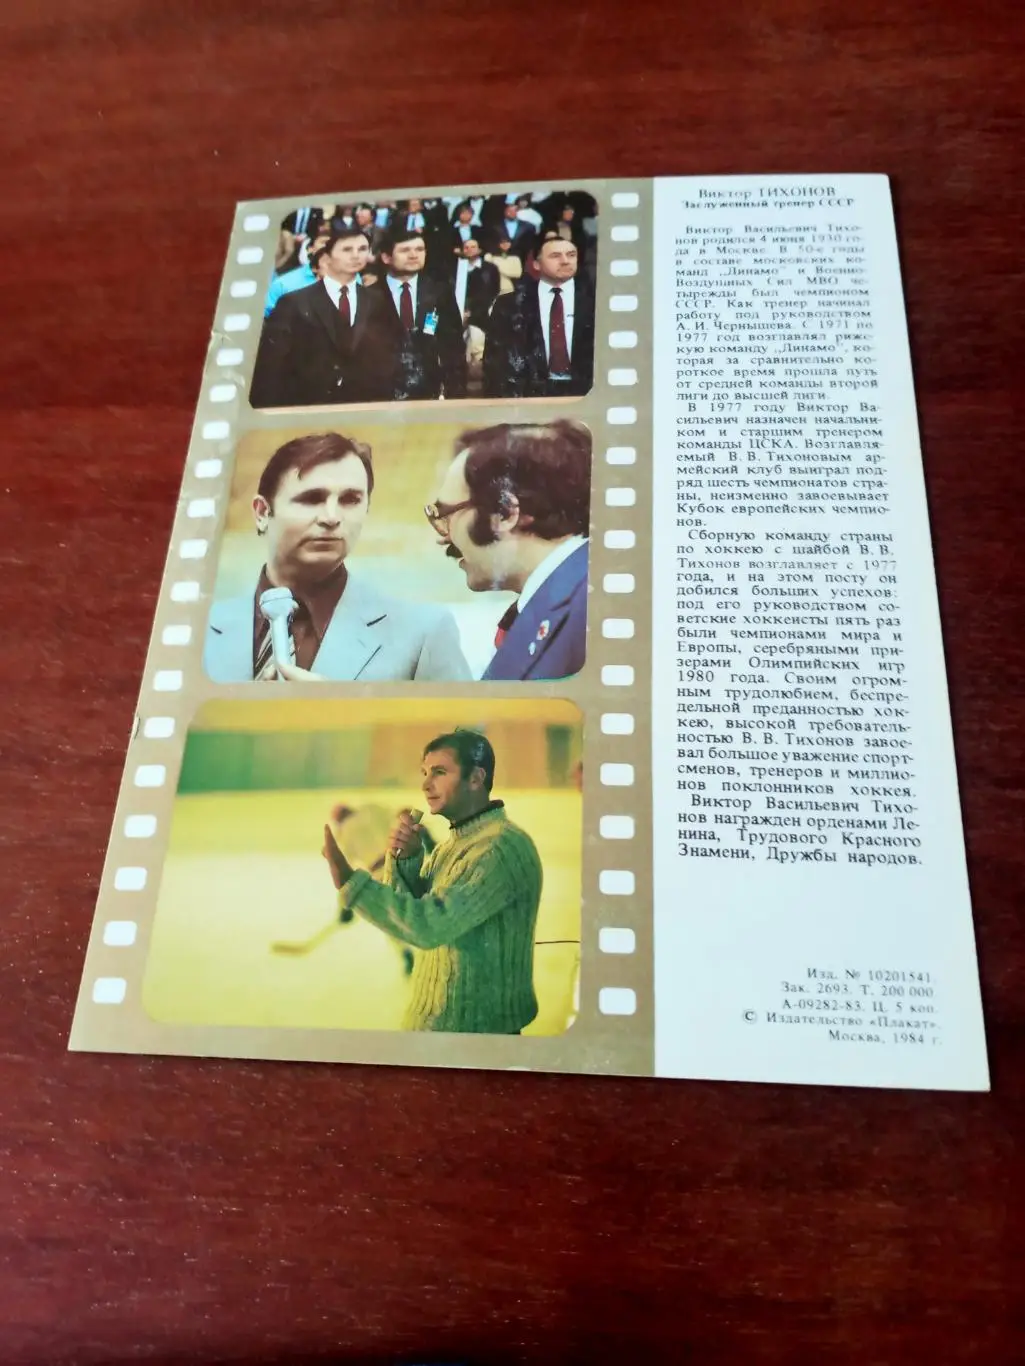 Виктор ТИХОНОВ
Заслуженный тренер СССР
Виктор Васильевич Тихо-
нов родился 4 июня 1930 го-
да в Москве. В 50-е годы
в составе московских ко-
манд „Динамо" и Военно-
Воздушных Сил МВО че-
тырежды был чемпионом
СССР. Как тренер начинал
работу под руководством
А. И. Чернышева. С 1971 по
1977 год возглавлял риж-
скую команду „Динамо", ко-
торая за сравнительно ко-
роткое время прошла путь
от средней команды второй
лиги до высшей лиги.
В 1977 году Виктор Ва-
сильевич назначен начальни-
ком и старшим тренером
команды ЦСКА. Возглавля-
емый В. В. Тихоновым ар-
мейский клуб выиграл под-
ряд шесть чемпионатов стра-
ны, неизменно завоевывает
Кубок европейских чемпио-
нов.
Сборную команду страны
по хоккею с шайбой В. В.
Тихонов возглавляет с 1977
года, и на этом посту он
добился больших успехов:
под его руководством со-
ветские хоккеисты пять раз
были чемпионами мира и
Европы, серебряными при-
зерами Олимпийских игр
1980 года. Своим огром-
ным трудолюбием, беспре-
дельной преданностью хок-
кею, высокой требователь-
ностью В. В. Тихонов завое-
вал большое уважение спорт-
сменов, тренеров и миллио-
нов поклонников хоккея.
Виктор Васильевич Тихо-
нов награжден орденами Ле-
нина, Трудового Красного
Знамени, Дружбы народов.
Изд. № 10201541.
Зак. 2693. Т. 200 000
А-09282-83. Ц. 5 коп.
© Издательство «Плакат».
Москва, 1984 г.